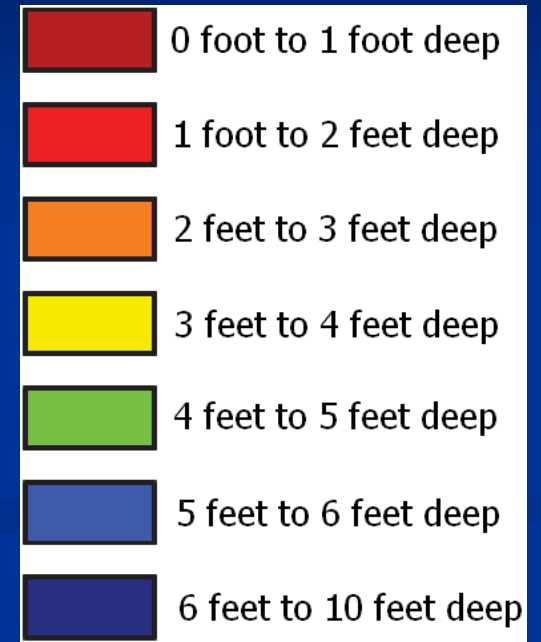 0 foot to 1 foot deep
1 foot to 2 feet deep
2 feet to 3 feet deep
3 feet to 4 feet deep
4 feet to 5 feet deep
5 feet to 6 feet deep
6 feet to 10 feet deep